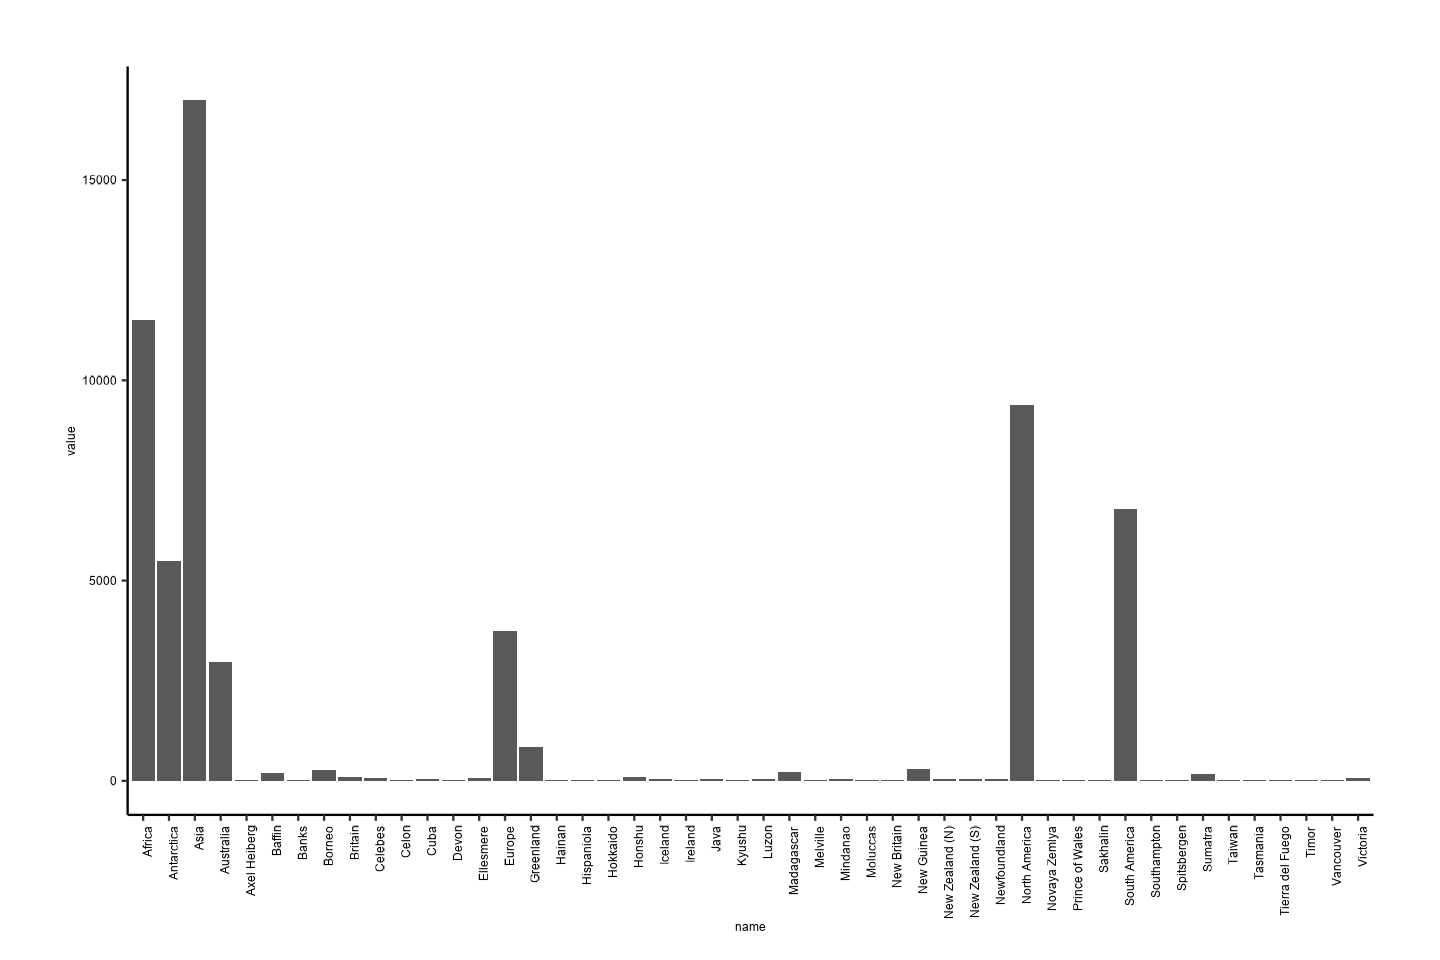 15000
10000
5000
0
value
Africa
Antarctica
Asia
Australia
Axel Heiberg
Baffin
Banks
Borneo
Britain
Celebes
Celon
Cuba
Devon
Ellesmere
Europe
Greenland
Hainan
Hispaniola
Hokkaido
Honshu
Iceland
Ireland
Java
Kyushu
Luzon
Madagascar
Melville
Mindanao
Moluccas
New Britain
New Guinea
New Zealand (N)
New Zealand (S)
Newfoundland
North America
Novaya Zemlya
Prince of Wales
Sakhalin
South America
Southampton
Spitsbergen
Sumatra
Taiwan
Tasmania
Tierra del Fuego
Timor
Vancouver
Victoria
name